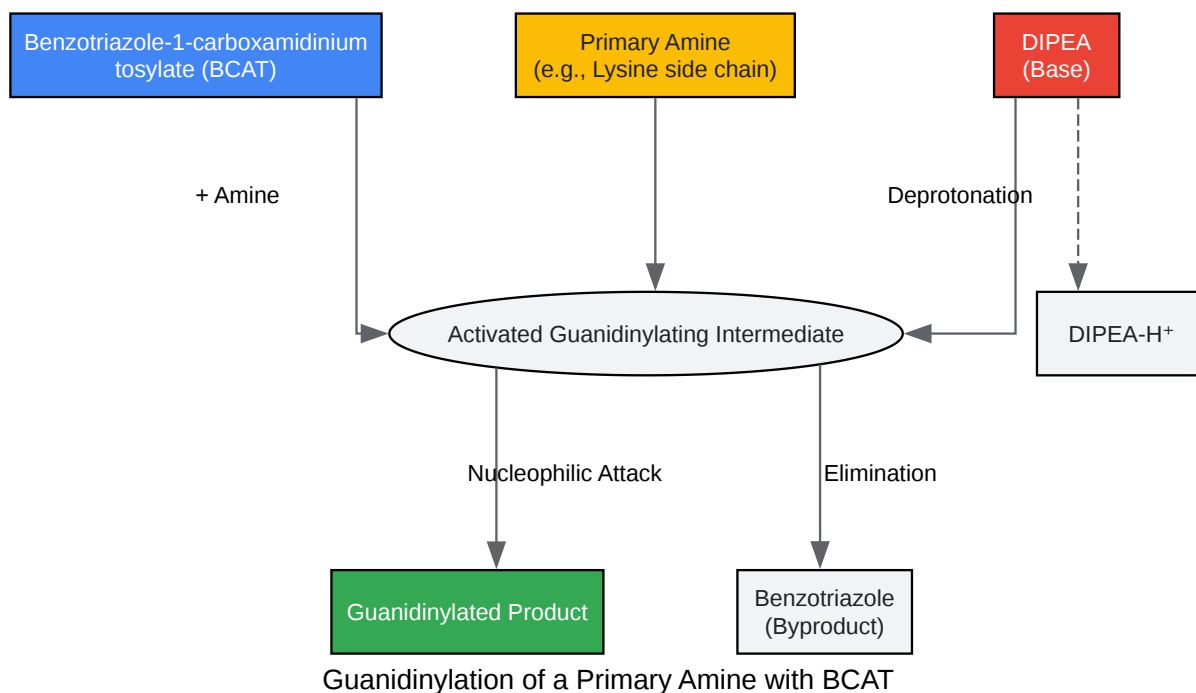 Benzotriazole-1-carboxamidinium
tosylate (BCAT)
Primary Amine
(e.g., Lysine side chain)
DIPEA
(Base)
+ Amine
Deprotonation
Activated Guanidinylating Intermediate
DIPEA-H⁺
Nucleophilic Attack
Elimination
Guanidinylated Product
Benzotriazole
(Byproduct)
Guanidinylation of a Primary Amine with BCAT